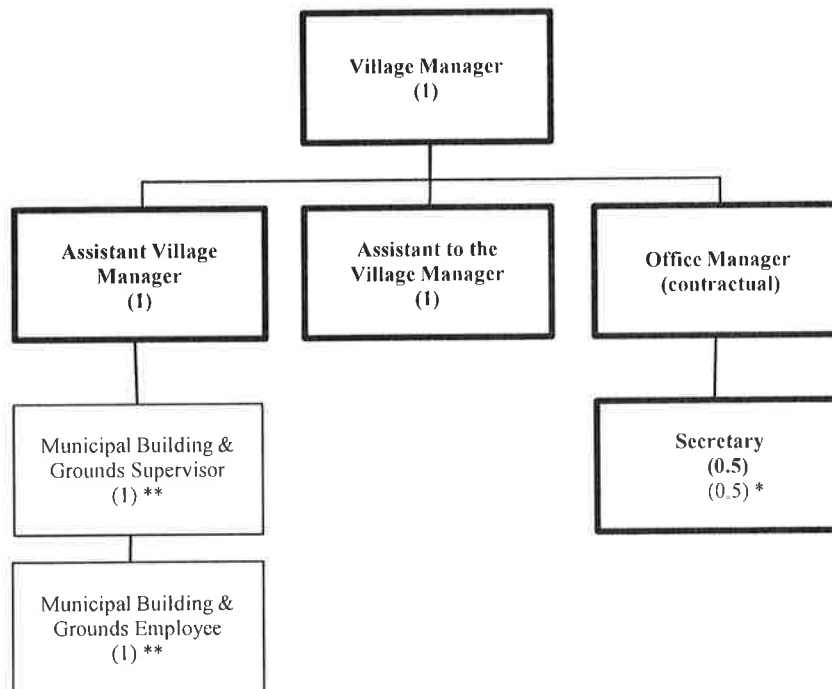 Village Manager
(1)
Assistant Village
Manager
(1)
Assistant to the
Village Manager
(1)
Office Manager
(contractual)
Municipal Building &
Grounds Supervisor
(1) **
Secretary
(0.5)
(0.5) *
Municipal Building &
Grounds Employee
(1) **